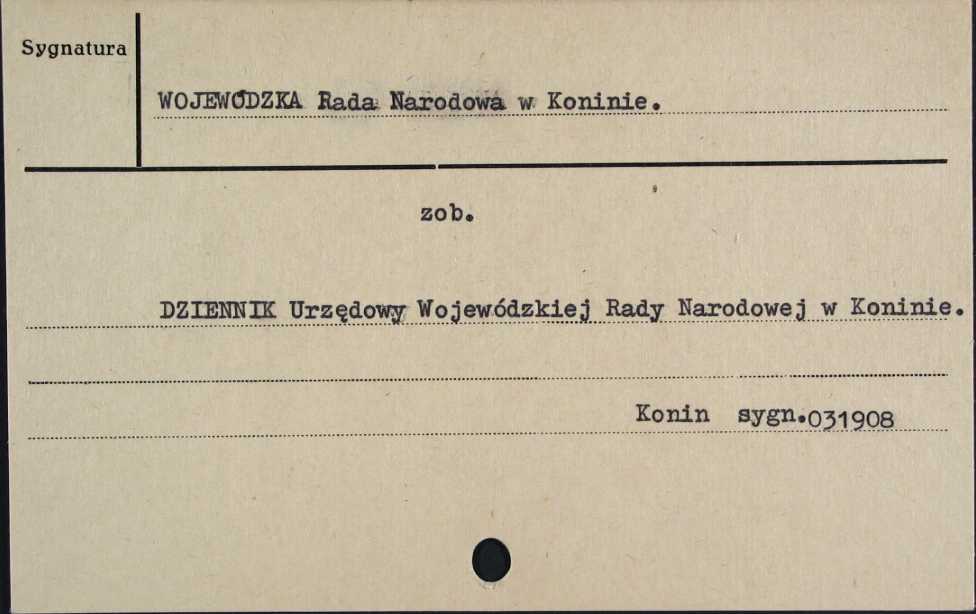 Sygnatura
WOJEWÓDZKA Rada Narodowa w Koninie.
zob.
DZIENNIK Urzędowy Wojewódzkiej Rady Narodowej w Koninie.
Konin sygn.031908